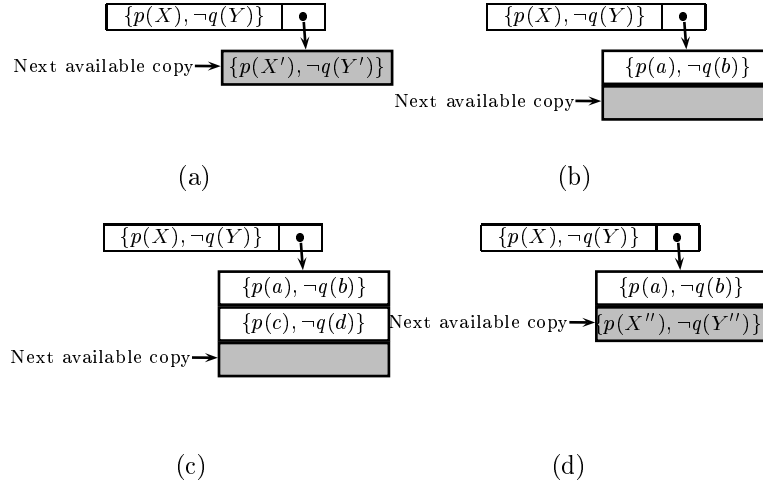 {p(X), ¬q(Y)}
Next available copy
{p(X′), ¬q(Y′)}
(a)
{p(X), ¬q(Y)}
{p(a), ¬q(b)}
Next available copy
(b)
{p(X), ¬q(Y)}
{p(a), ¬q(b)}
{p(c), ¬q(d)}
Next available copy
(c)
{p(X), ¬q(Y)}
{p(a), ¬q(b)}
Next available copy
{p(X′′), ¬q(Y′′)}
(d)